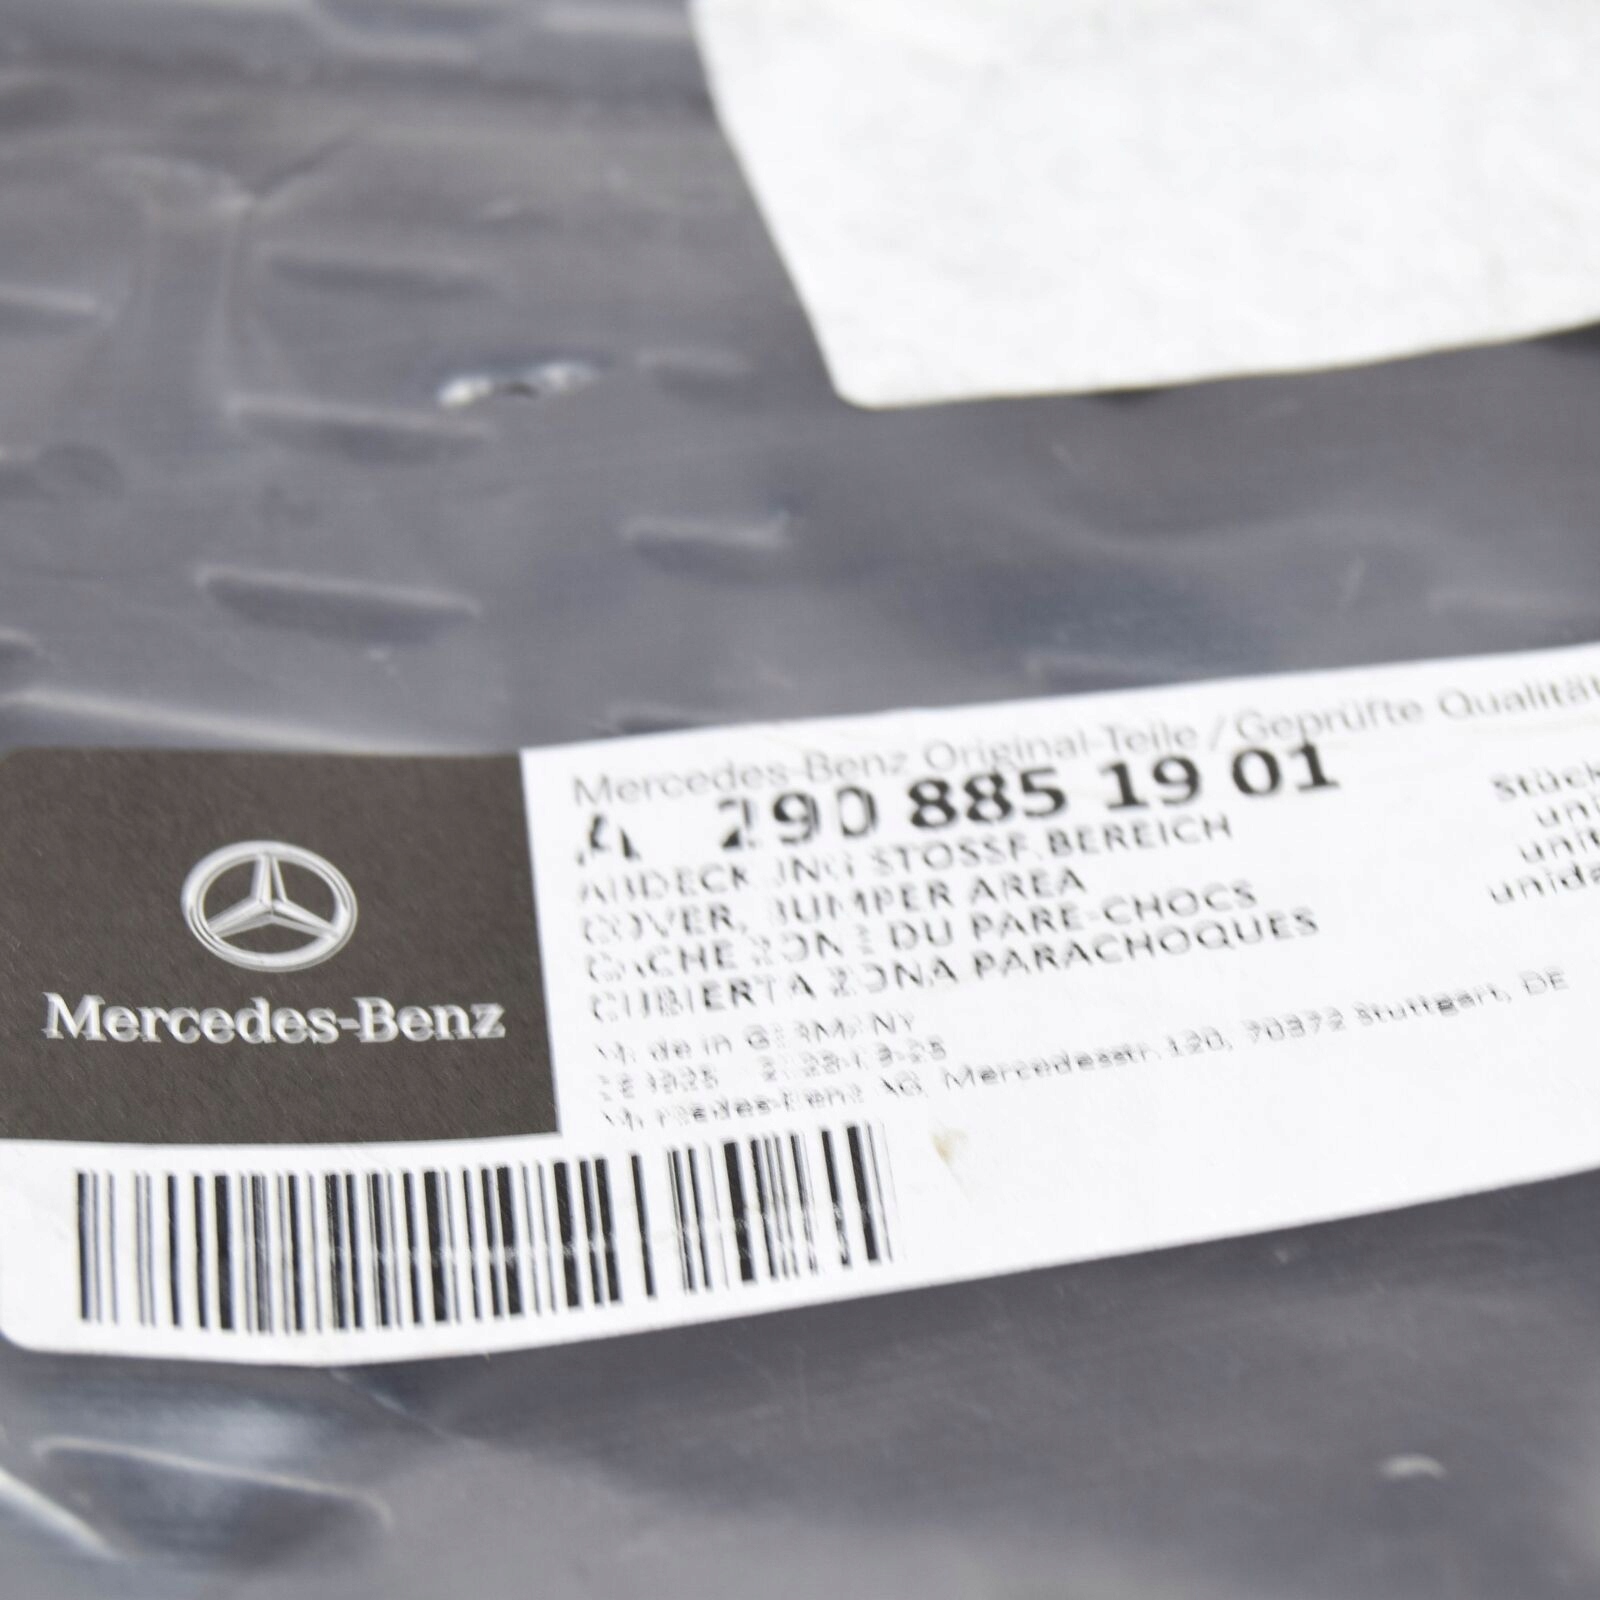 Mercedes-Benz
Mercedes-Benz Original-Teile / Geprüfte Qualität
A 290 885 19 01
ABDECKUNG STOSSF.BEREICH
COVER, BUMPER AREA
CACHE ZONE DU PARE-CHOCS
CUBIERTA ZONA PARACHOQUES
Stück
Made in GERMANY
Mercedes-Benz AG, Mercedesstr. 120, 70372 Stuttgart, DE